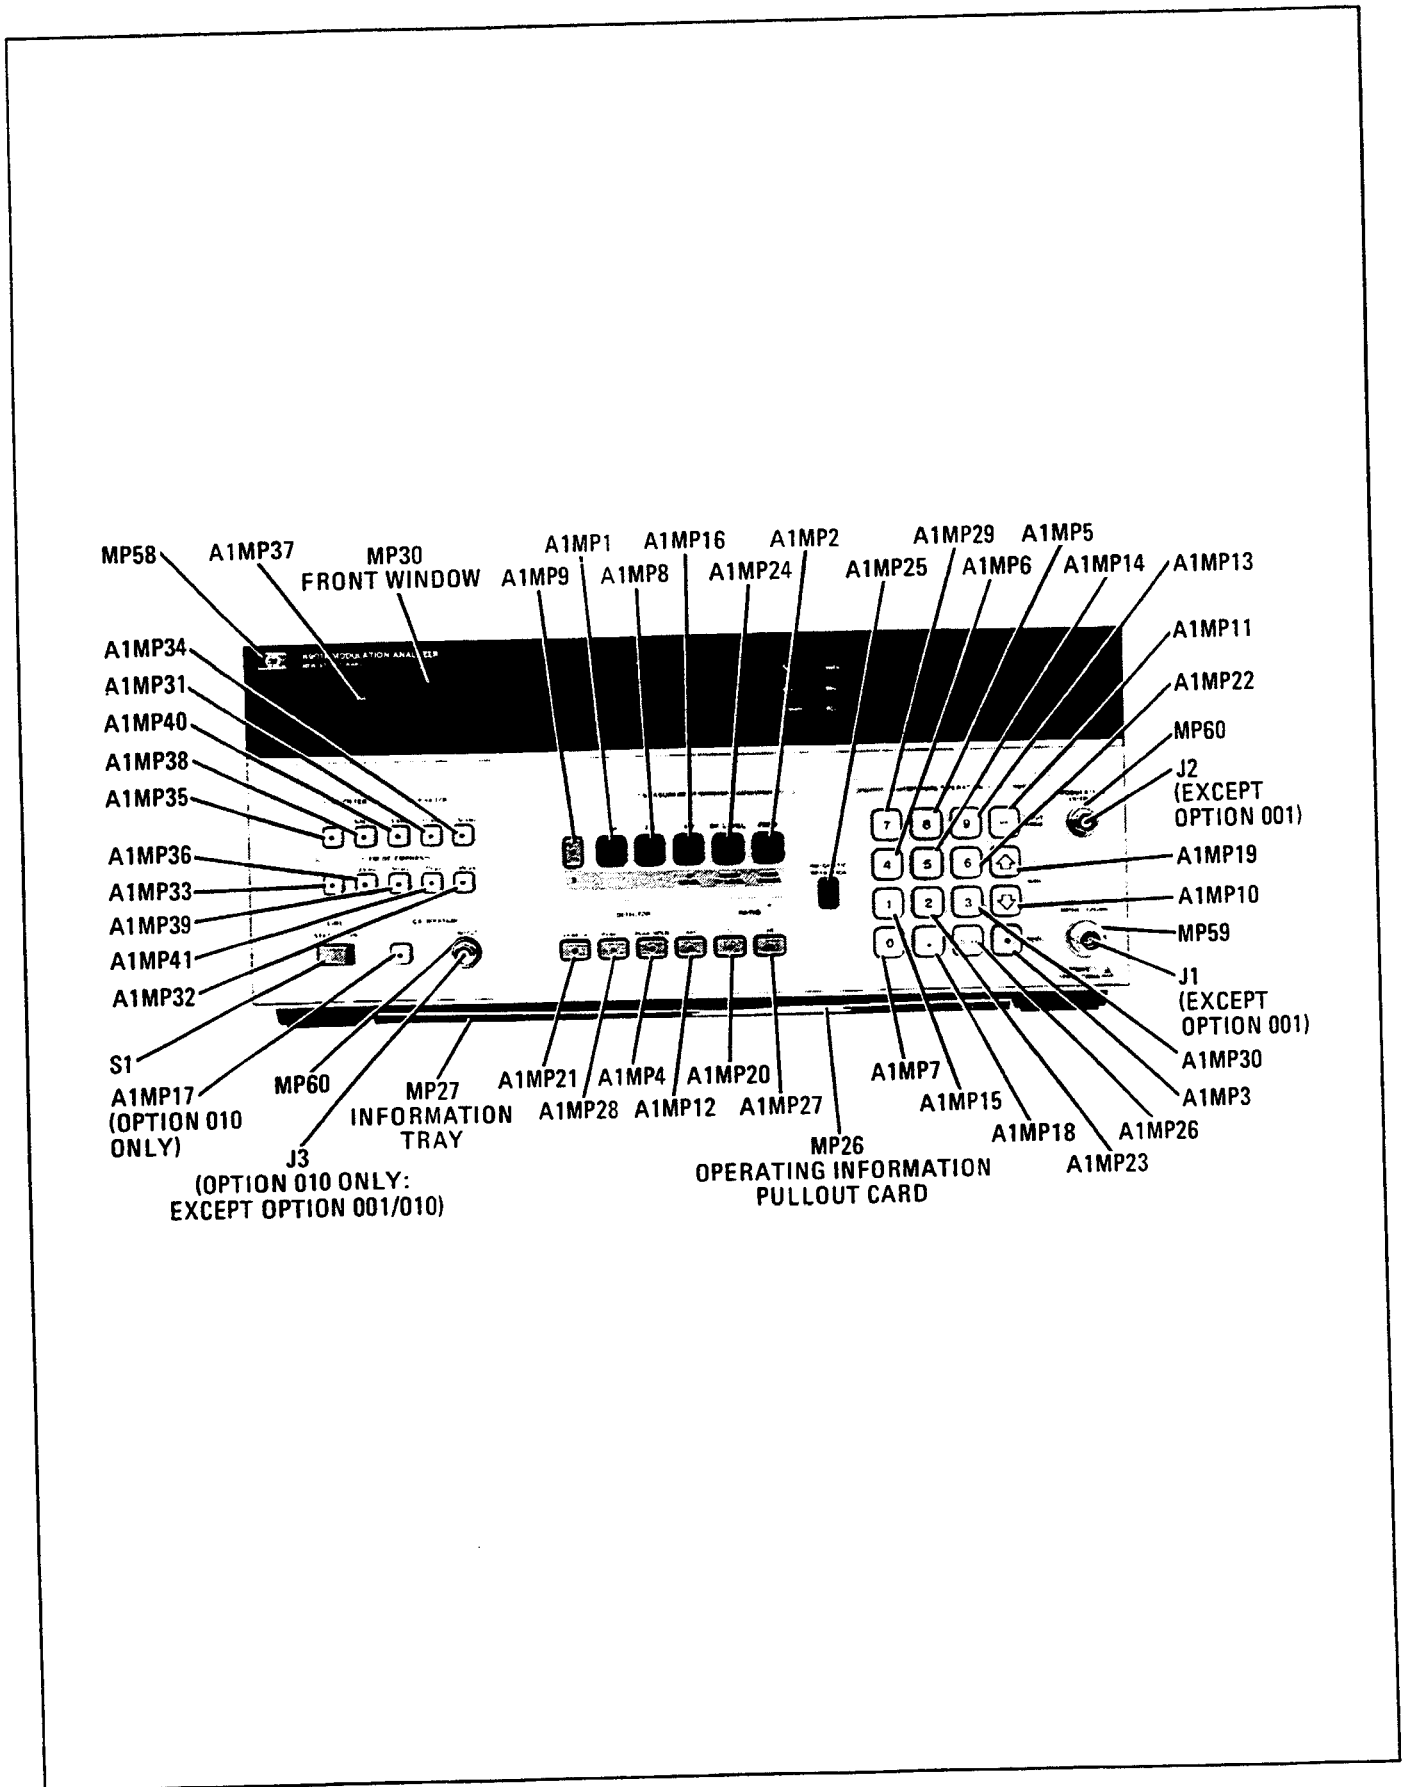 A1MP29
A1MP5
A1MP1
A1MP16
A1MP2
MP58
A1MP37
MP30
FRONT WINDOW
A1MP9
A1MP8
A1MP24
A1MP25
A1MP6
A1MP14
A1MP13
A1MP34
A1MP31
A1MP40
A1MP38
A1MP35
A1MP36
A1MP33
A1MP39
A1MP41
A1MP32
S1
A1MP17
(OPTION 010
ONLY)
MODULATION ANALYZER
A1MP11
A1MP22
MP60
J2
(EXCEPT
OPTION 001)
A1MP19
A1MP10
MP59
J1
(EXCEPT
OPTION 001)
A1MP30
A1MP3
7 8 9
4 5 6
1 2 3
0 .
MP60
J3
(OPTION 010 ONLY:
EXCEPT OPTION 001/010)
MP27
INFORMATION
TRAY
A1MP21
A1MP4
A1MP20
A1MP28
A1MP12
A1MP27
MP26
OPERATING INFORMATION
PULLOUT CARD
A1MP7
A1MP15
A1MP18
A1MP26
A1MP23